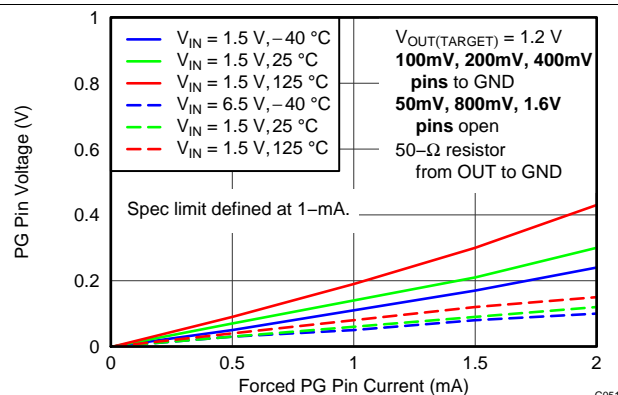 PG Pin Voltage (V)
1
0.8
0.6
0.4
0.2
0
V_IN = 1.5 V, −40 °C
V_IN = 1.5 V, 25 °C
V_IN = 1.5 V, 125 °C
V_IN = 6.5 V, −40 °C
V_IN = 1.5 V, 25 °C
V_IN = 1.5 V, 125 °C
V_OUT(TARGET) = 1.2 V
100mV, 200mV, 400mV
pins to GND
50mV, 800mV, 1.6V
pins open
50−Ω resistor
from OUT to GND
Spec limit defined at 1−mA.
0 0.5 1 1.5 2
Forced PG Pin Current (mA)